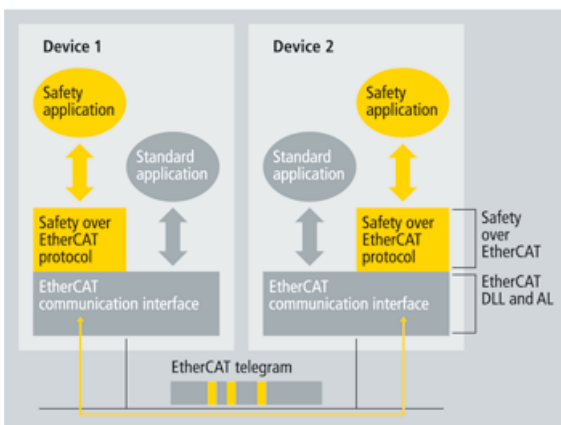 Device 1
Device 2
Safety
application
Safety
application
Standard
application
Standard
application
Safety over
EtherCAT
protocol
Safety over
EtherCAT
protocol
Safety
over
EtherCAT
EtherCAT
communication interface
EtherCAT
communication interface
EtherCAT
DLL and AL
EtherCAT telegram